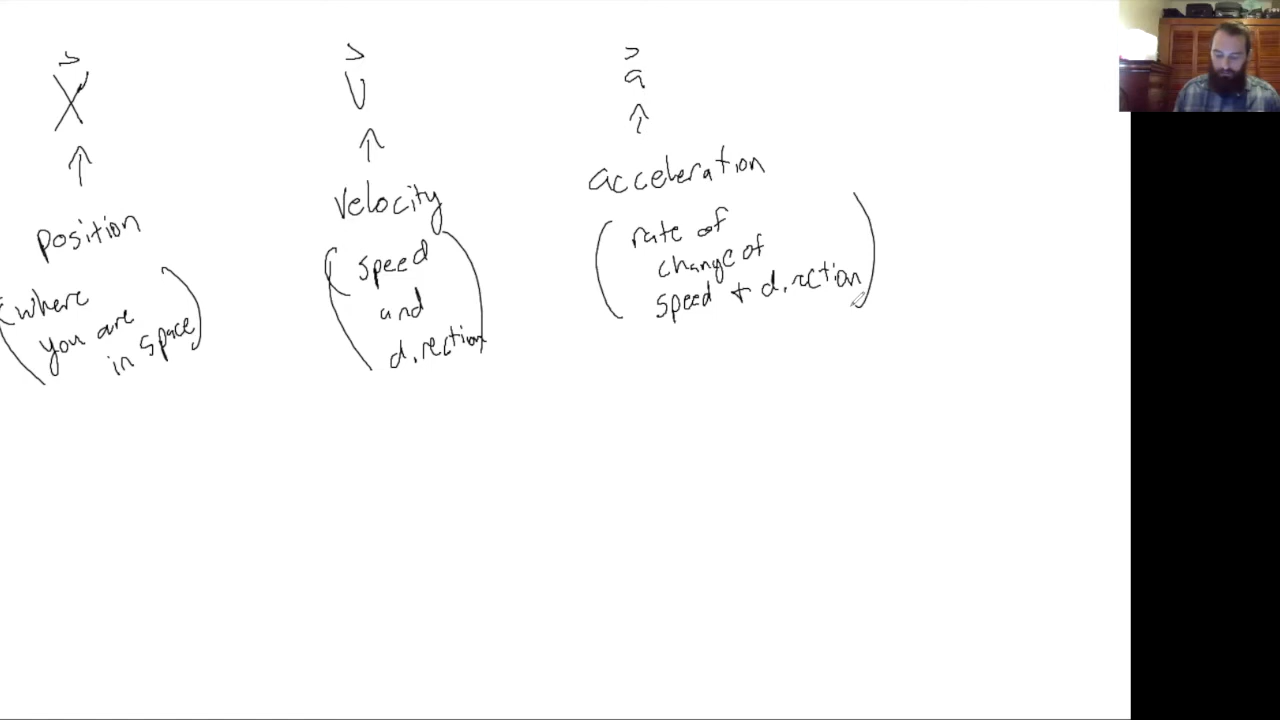 x⃗
↑
position
(where
you are
in space)
v⃗
↑
velocity
(speed
and
direction)
a⃗
↑
acceleration
(rate of
change of
speed + direction)